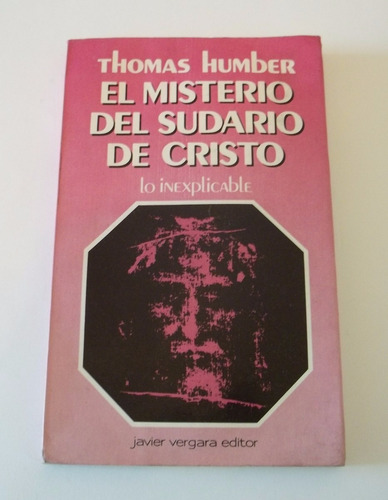 THOMAS HUMBER
EL MISTERIO
DEL SUDARIO
DE CRISTO
lo inexplicable
javier vergara editor